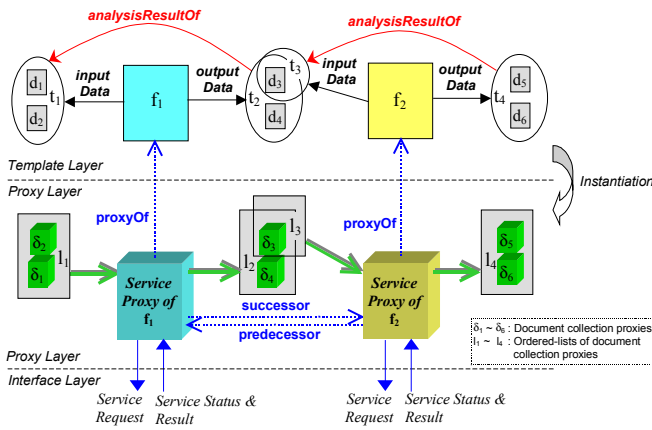 analysisResultOf
analysisResultOf
d₁
d₂
t₁
input
Data
f₁
output
Data
t₂
d₃
t₃
d₄
input
Data
f₂
output
Data
t₄
d₅
d₆
Template Layer
Proxy Layer
Instantiation
proxyOf
proxyOf
δ₂
δ₁
l₁
Service
Proxy of
f₁
l₂
l₃
δ₃
δ₄
Service
Proxy of
f₂
l₄
δ₅
δ₆
successor
predecessor
δ₁ ~ δ₆ : Document collection proxies
l₁ ~ l₄ : Ordered-lists of document
collection proxies
Proxy Layer
Interface Layer
Service
Request
Service Status &
Result
Service
Request
Service Status &
Result